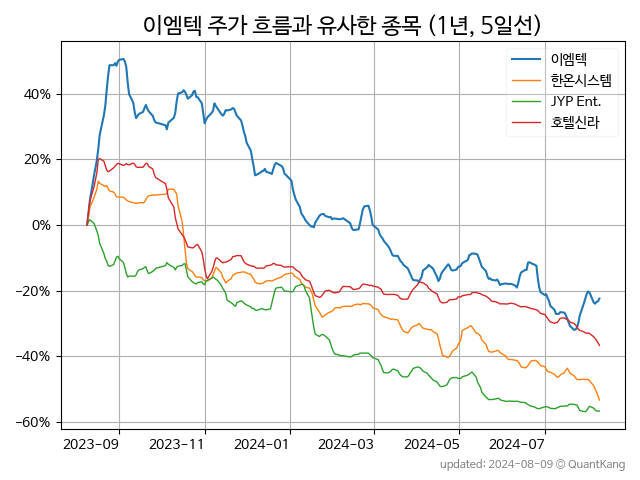 이엠텍 주가 흐름과 유사한 종목 (1년, 5일선)
이엠텍
한온시스템
JYP Ent.
호텔신라
40%
20%
0%
−20%
−40%
−60%
2023-09
2023-11
2024-01
2024-03
2024-05
2024-07
updated: 2024-08-09 © QuantKang